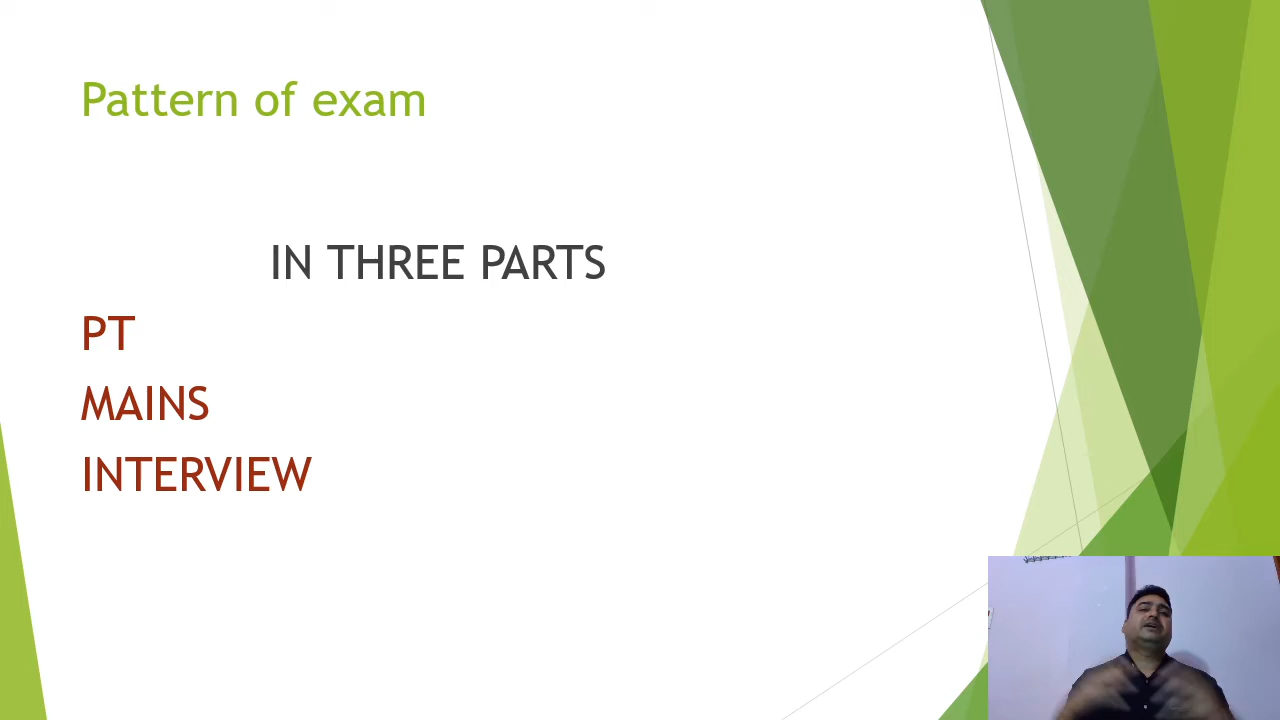 Pattern of exam
IN THREE PARTS
PT
MAINS
INTERVIEW